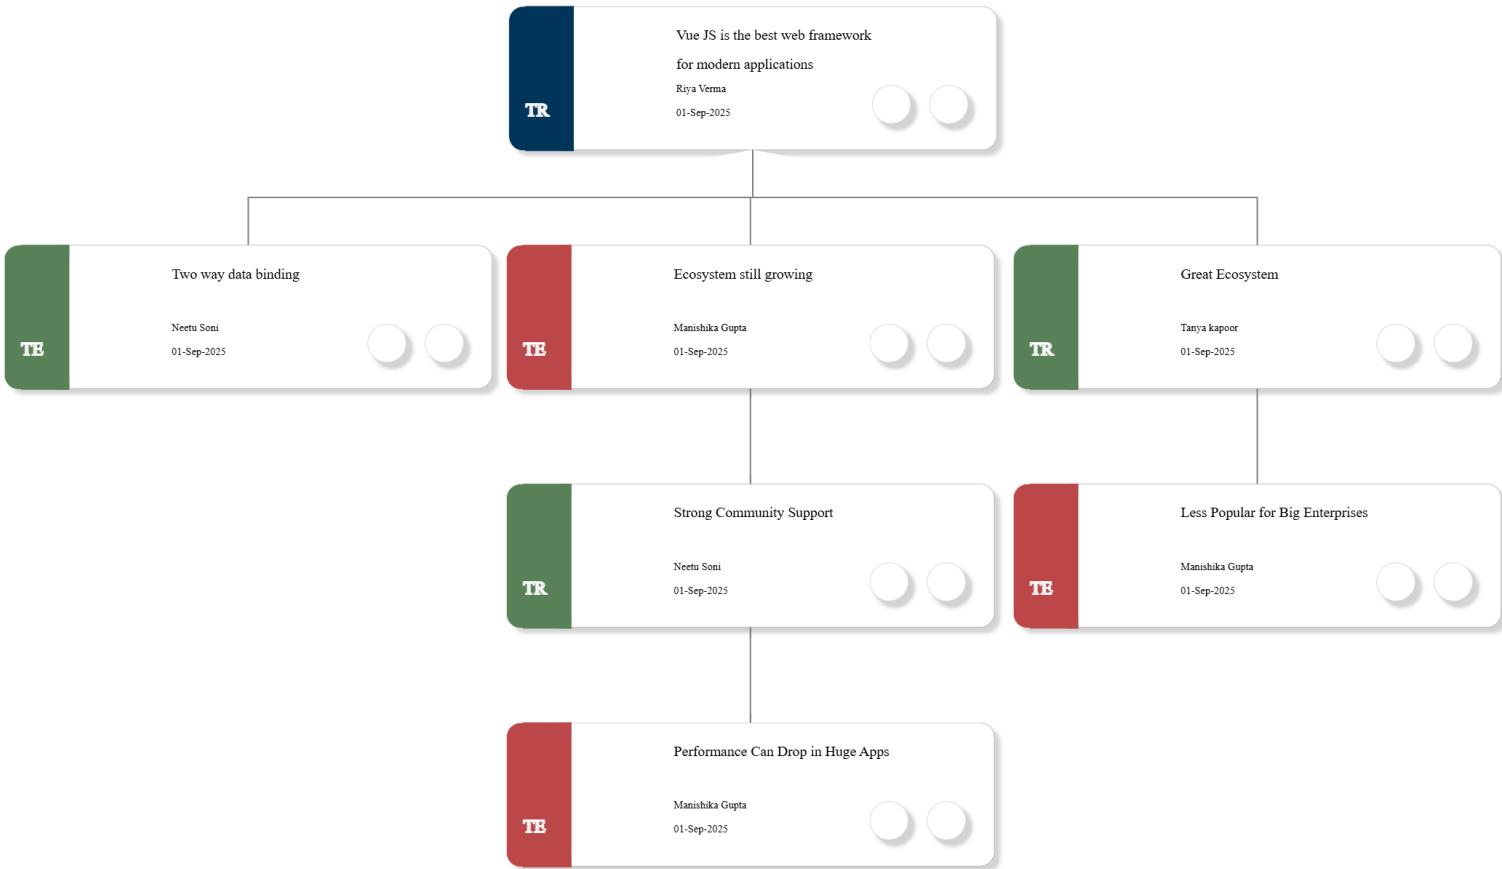 Vue JS is the best web framework
for modern applications
Riya Verma
01-Sep-2025
TR
Two way data binding
Neetu Soni
01-Sep-2025
TE
Ecosystem still growing
Manishika Gupta
01-Sep-2025
TE
Great Ecosystem
Tanya kapoor
01-Sep-2025
TR
Strong Community Support
Neetu Soni
01-Sep-2025
TR
Less Popular for Big Enterprises
Manishika Gupta
01-Sep-2025
TE
Performance Can Drop in Huge Apps
Manishika Gupta
01-Sep-2025
TE